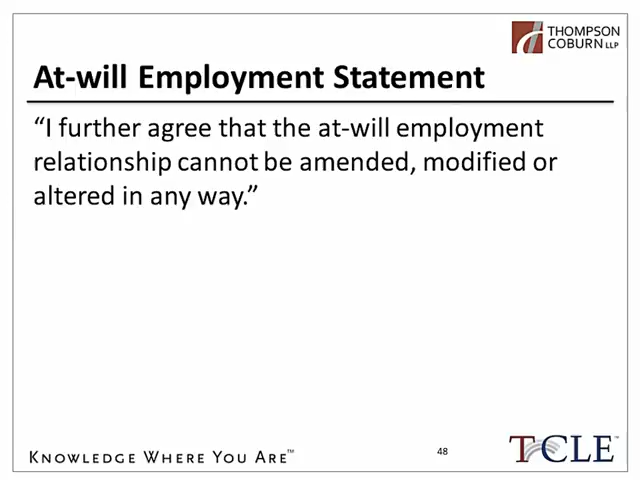 THOMPSON
COBURN LLP
At-will Employment Statement
“I further agree that the at-will employment
relationship cannot be amended, modified or
altered in any way.”
KNOWLEDGE WHERE YOU ARE™
48
TCLE™